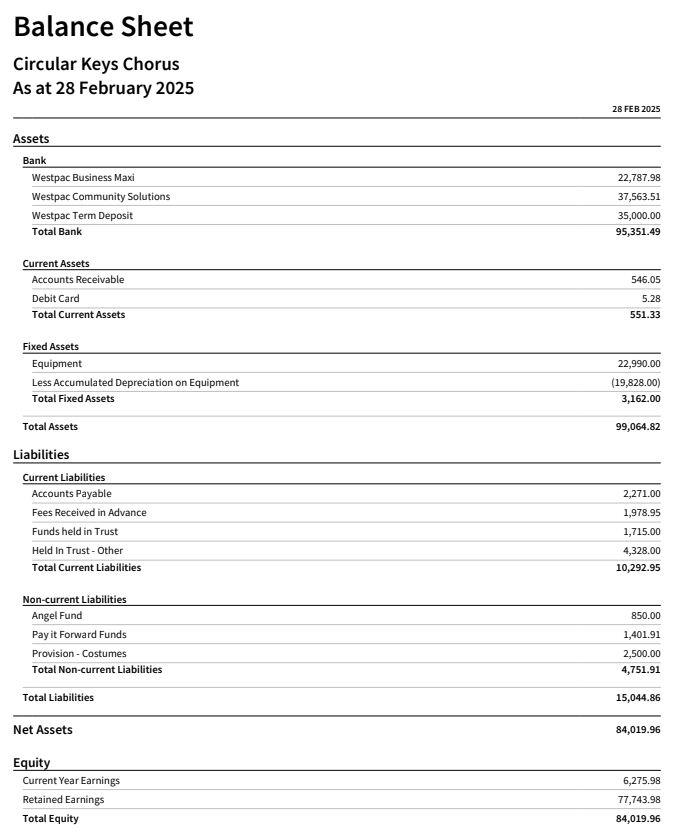 Balance Sheet
Circular Keys Chorus
As at 28 February 2025
28 FEB 2025
Assets
Bank
Westpac Business Maxi 22,787.98
Westpac Community Solutions 37,563.51
Westpac Term Deposit 35,000.00
Total Bank 95,351.49
Current Assets
Accounts Receivable 546.05
Debit Card 5.28
Total Current Assets 551.33
Fixed Assets
Equipment 22,990.00
Less Accumulated Depreciation on Equipment (19,828.00)
Total Fixed Assets 3,162.00
Total Assets 99,064.82
Liabilities
Current Liabilities
Accounts Payable 2,271.00
Fees Received in Advance 1,978.95
Funds held in Trust 1,715.00
Held In Trust - Other 4,328.00
Total Current Liabilities 10,292.95
Non-current Liabilities
Angel Fund 850.00
Pay it Forward Funds 1,401.91
Provision - Costumes 2,500.00
Total Non-current Liabilities 4,751.91
Total Liabilities 15,044.86
Net Assets 84,019.96
Equity
Current Year Earnings 6,275.98
Retained Earnings 77,743.98
Total Equity 84,019.96